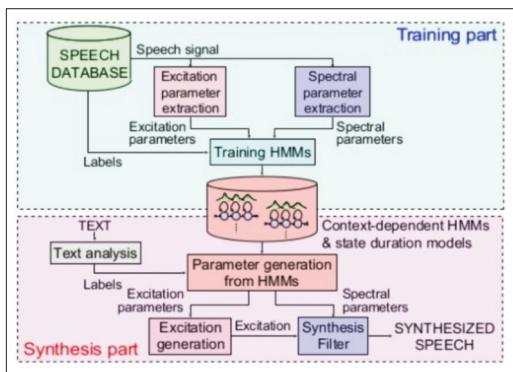 Training part
SPEECH
DATABASE
Speech signal
Excitation
parameter
extraction
Spectral
parameter
extraction
Excitation
parameters
Spectral
parameters
Labels
Training HMMs
Context-dependent HMMs
& state duration models
TEXT
Text analysis
Labels
Parameter generation
from HMMs
Excitation
parameters
Spectral
parameters
Excitation
generation
Excitation
Synthesis
Filter
SYNTHESIZED
SPEECH
Synthesis part